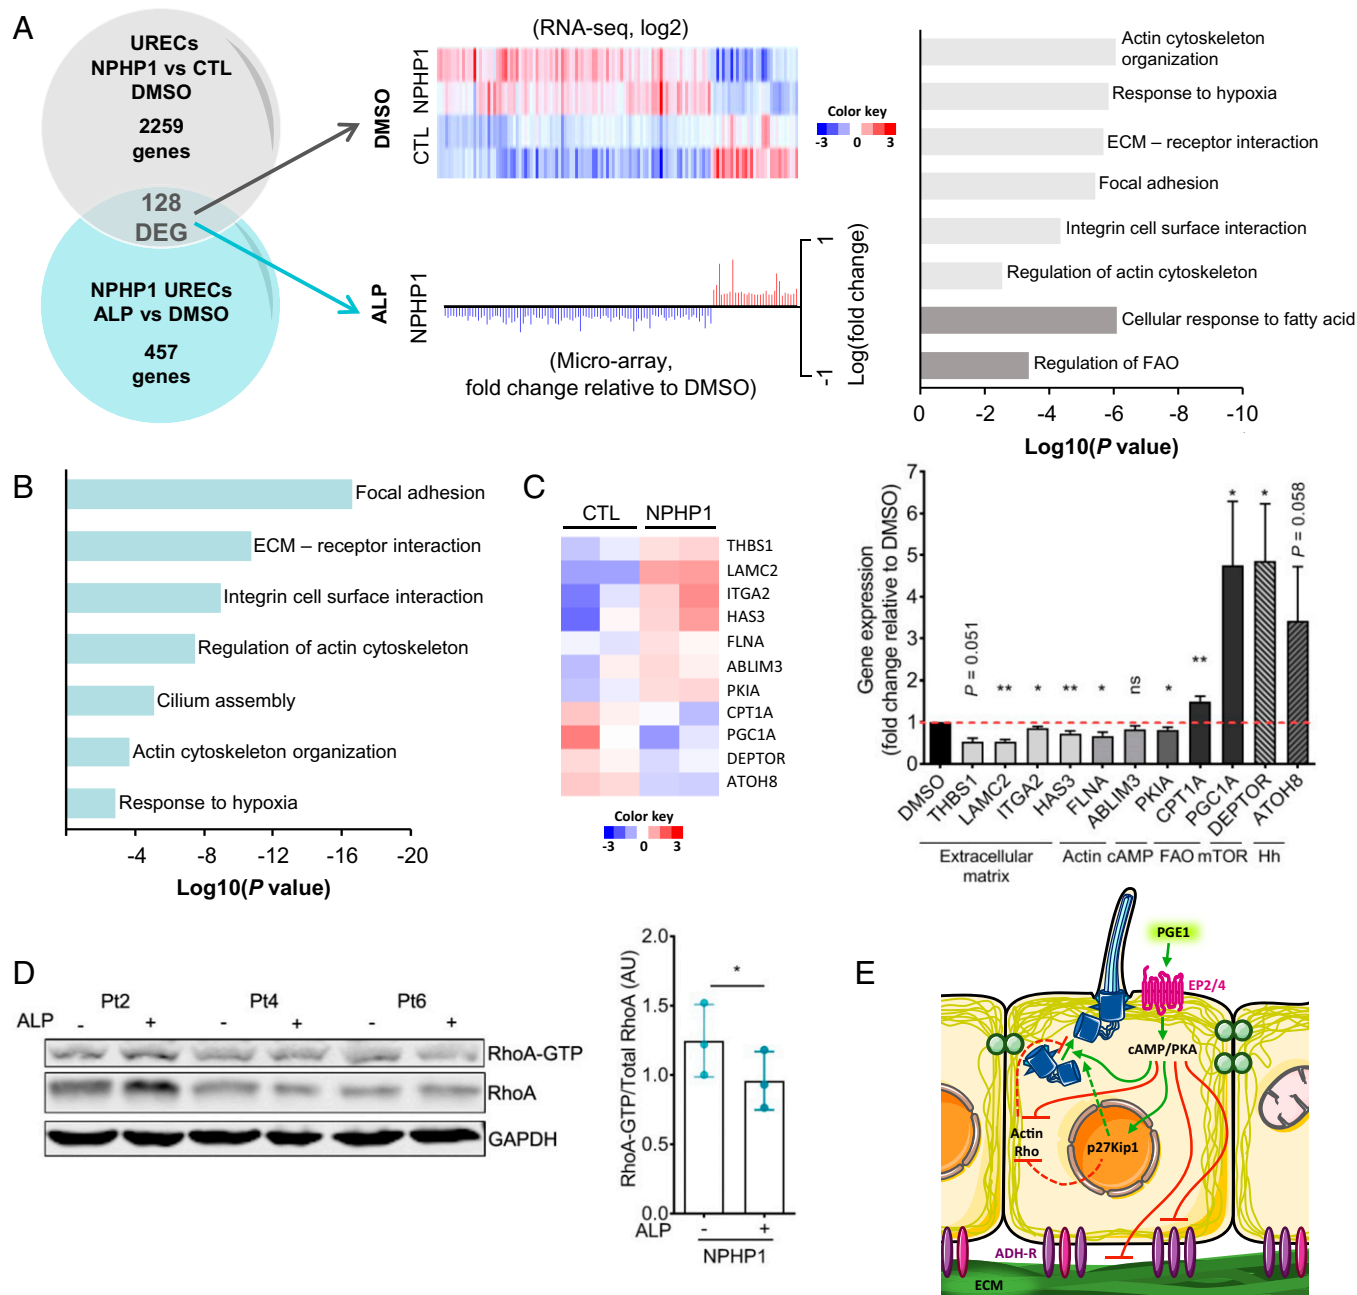 A
URECs
NPHP1 vs CTL
DMSO
2259
genes
128
DEG
NPHP1 URECs
ALP vs DMSO
457
genes
(RNA-seq, log2)
DMSO
CTL NPHP1
Color key
-3 0 3
ALP
NPHP1
1
-1
Log(fold change)
(Micro-array,
fold change relative to DMSO)
Actin cytoskeleton
organization
Response to hypoxia
ECM – receptor interaction
Focal adhesion
Integrin cell surface interaction
Regulation of actin cytoskeleton
Cellular response to fatty acid
Regulation of FAO
0 -2 -4 -6 -8 -10
Log10(P value)
B
Focal adhesion
ECM – receptor interaction
Integrin cell surface interaction
Regulation of actin cytoskeleton
Cilium assembly
Actin cytoskeleton organization
Response to hypoxia
-4 -8 -12 -16 -20
Log10(P value)
C
CTL NPHP1
THBS1
LAMC2
ITGA2
HAS3
FLNA
ABLIM3
PKIA
CPT1A
PGC1A
DEPTOR
ATOH8
Color key
-3 0 3
Gene expression
(fold change relative to DMSO)
7
6
5
4
3
2
1
0
P = 0.051
** * ** * ns * ** * *
P = 0.058
DMSO THBS1 LAMC2 ITGA2 HAS3 FLNA ABLIM3 PKIA CPT1A PGC1A DEPTOR ATOH8
Extracellular
matrix
Actin cAMP FAO mTOR Hh
D
Pt2 Pt4 Pt6
ALP - + - + - +
RhoA-GTP
RhoA
GAPDH
RhoA-GTP/Total RhoA (AU)
2.0
1.5
1.0
0.5
0.0
*
ALP - +
NPHP1
E
PGE1
EP2/4
cAMP/PKA
Actin
Rho
p27Kip1
ADH-R
ECM